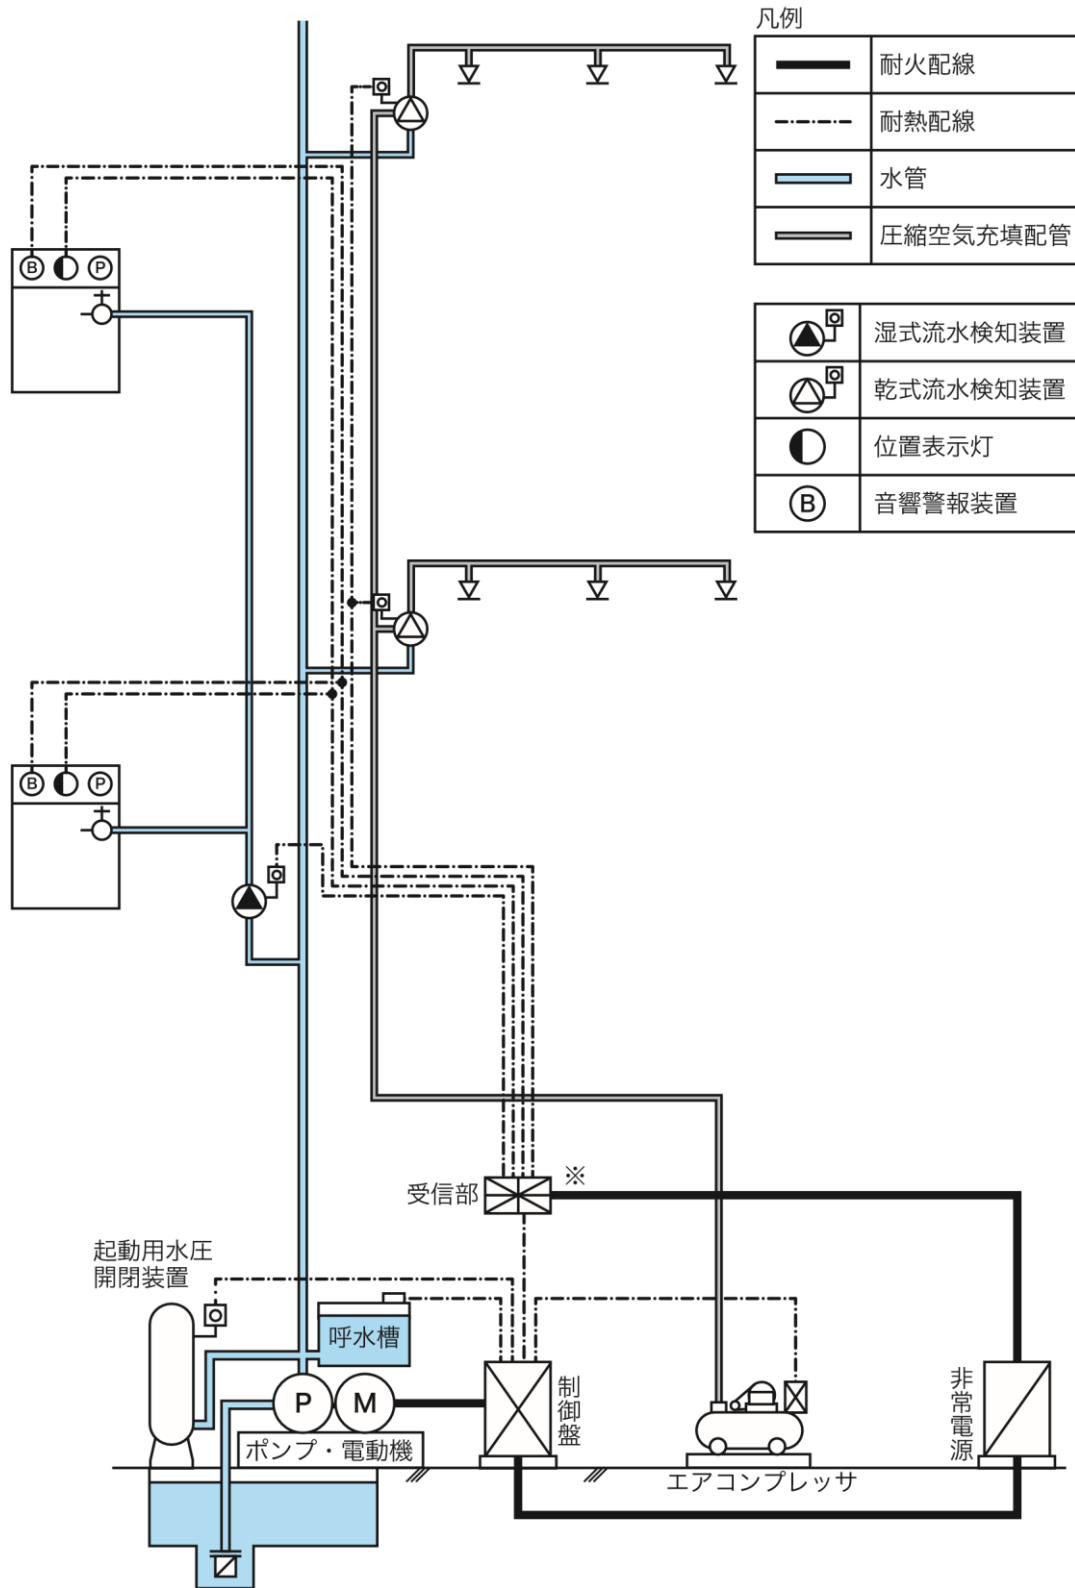 凡例
耐火配線
耐熱配線
水管
圧縮空気充填配管
湿式流水検知装置
乾式流水検知装置
位置表示灯
B
音響警報装置
B
P
B
P
受信部
※
起動用水圧
開閉装置
呼水槽
P
M
制御盤
ポンプ・電動機
エアコンプレッサ
非常電源